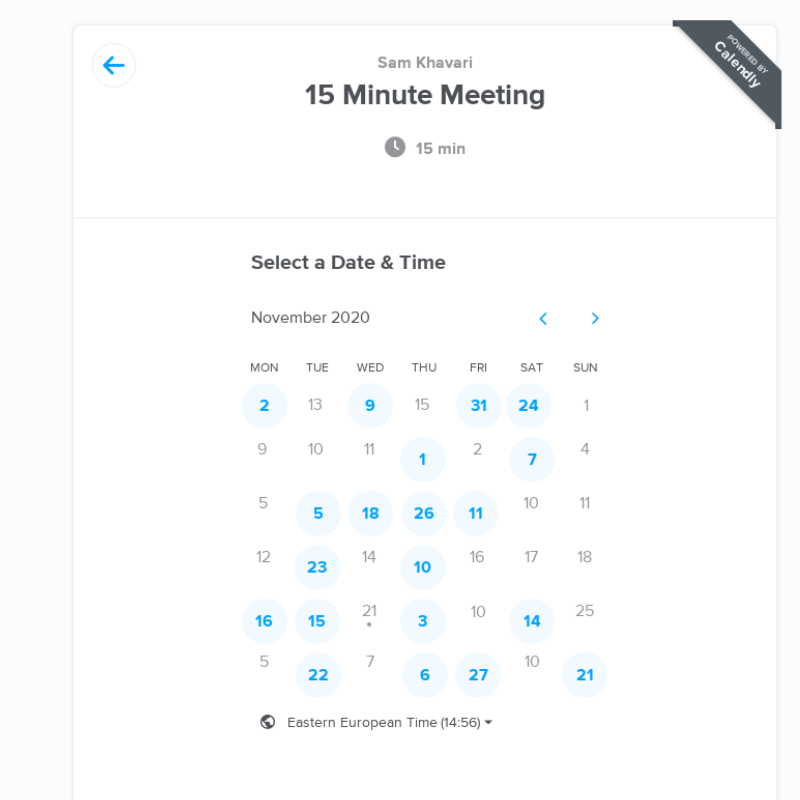 POWERED BY
Calendly
Sam Khavari
15 Minute Meeting
15 min
Select a Date & Time
November 2020
MON TUE WED THU FRI SAT SUN
2 13 9 15 31 24 1
9 10 11 1 2 7 4
5 5 18 26 11 10 11
12 23 14 10 16 17 18
16 15 21 3 10 14 25
5 22 7 6 27 10 21
Eastern European Time (14:56)